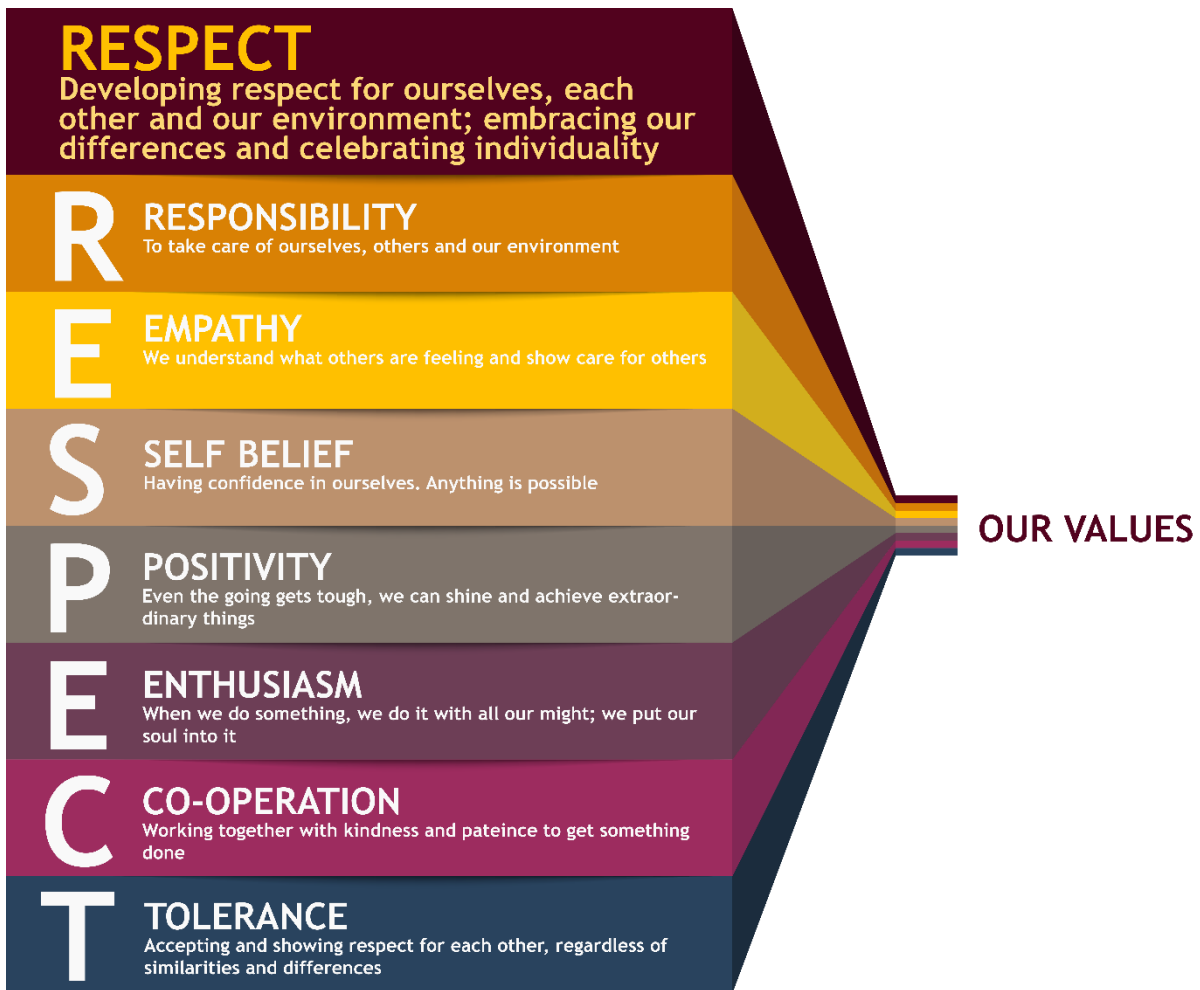 RESPECT
Developing respect for ourselves, each
other and our environment; embracing our
differences and celebrating individuality
R
RESPONSIBILITY
To take care of ourselves, others and our environment
E
EMPATHY
We understand what others are feeling and show care for others
S
SELF BELIEF
Having confidence in ourselves. Anything is possible
P
POSITIVITY
Even the going gets tough, we can shine and achieve extraor-
dinary things
E
ENTHUSIASM
When we do something, we do it with all our might; we put our
soul into it
C
CO-OPERATION
Working together with kindness and pateince to get something
done
T
TOLERANCE
Accepting and showing respect for each other, regardless of
similarities and differences
OUR VALUES